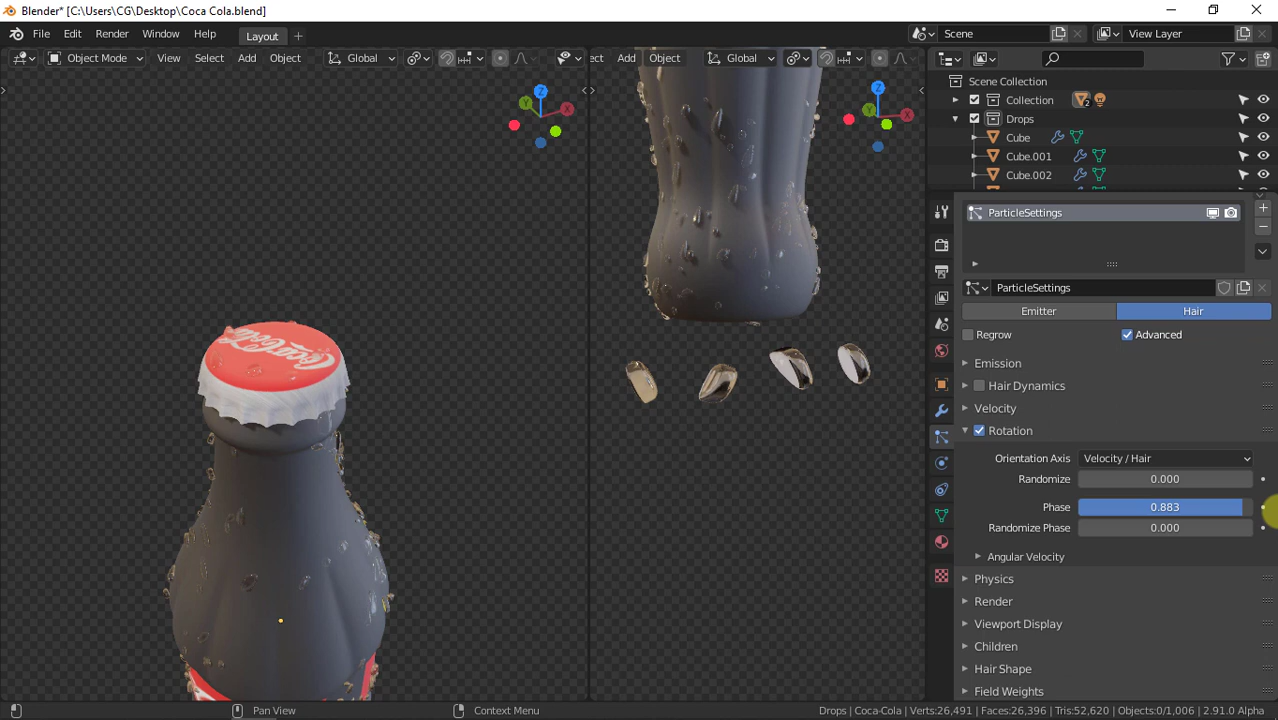 Blender* [C:\Users\CG\Desktop\Coca Cola.blend]
File Edit Render Window Help Layout + Scene View Layer
Object Mode View Select Add Object Global ect Add Object Global
Scene Collection
Collection 2
Drops
Cube
Cube.001
Cube.002
Z Y X
Z Y X
ParticleSettings
ParticleSettings
Emitter Hair
Regrow Advanced
Emission
Hair Dynamics
Velocity
Rotation
Orientation Axis Velocity / Hair
Randomize 0.000
Phase 0.883
Randomize Phase 0.000
Angular Velocity
Physics
Render
Viewport Display
Children
Hair Shape
Field Weights
Coca-Cola
Pan View Context Menu Drops | Coca-Cola | Verts:26,491 | Faces:26,396 | Tris:52,620 | Objects:0/1,006 | 2.91.0 Alpha